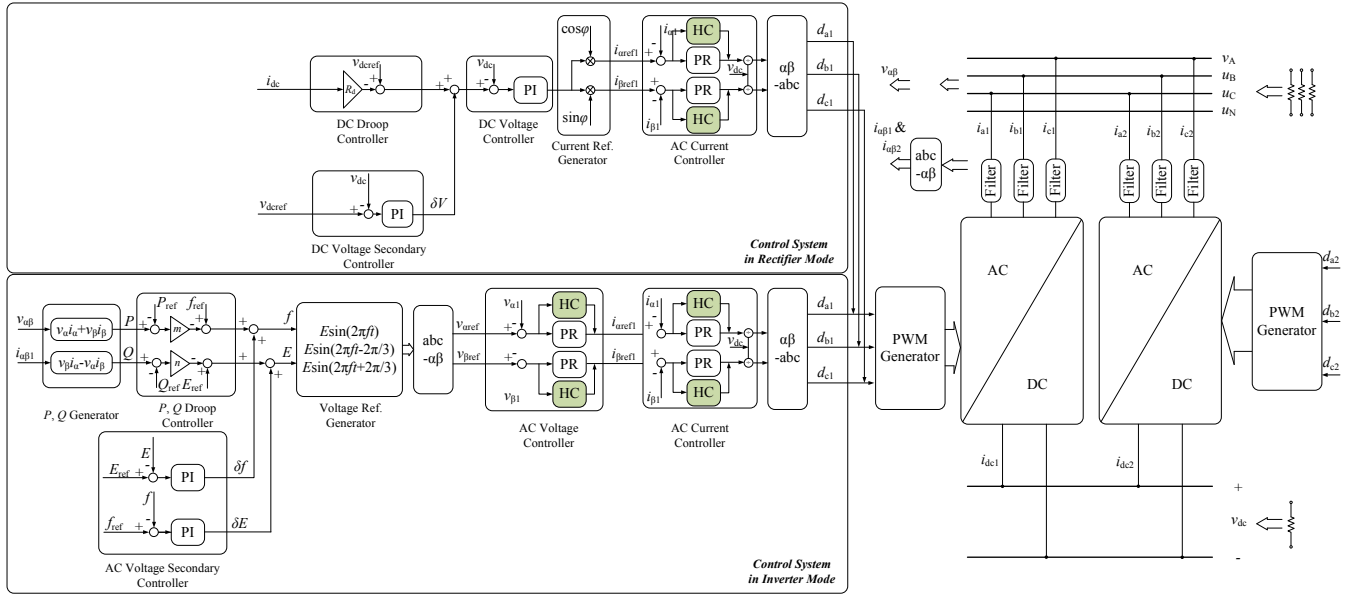 i_dc
v_dcref
R_d
- +
DC Droop
Controller
v_dc
+ -
PI
DC Voltage
Controller
cosφ
sinφ
Current Ref.
Generator
i_αref1
i_βref1
i_α1
HC
PR
v_dc
PR
HC
i_β1
AC Current
Controller
αβ
-abc
d_a1
d_b1
d_c1
v_dcref
v_dc
+ -
PI
δV
DC Voltage Secondary
Controller
Control System
in Rectifier Mode
v_αβ
i_αβ1
v_αi_α+v_βi_β
v_βi_α-v_αi_β
P, Q Generator
P
Q
P_ref
f_ref
m
n
Q_ref
E_ref
P, Q Droop
Controller
f
E
Esin(2πft)
Esin(2πft-2π/3)
Esin(2πft+2π/3)
Voltage Ref.
Generator
abc
-αβ
v_αref
v_βref
v_α1
HC
PR
PR
HC
v_β1
AC Voltage
Controller
i_αref1
i_βref1
i_α1
HC
PR
v_dc
PR
HC
i_β1
AC Current
Controller
αβ
-abc
d_a1
d_b1
d_c1
E
E_ref
+ -
PI
δf
f
f_ref
+ -
PI
δE
AC Voltage Secondary
Controller
Control System
in Inverter Mode
PWM
Generator
v_αβ
i_αβ1 &
i_αβ2
abc
-αβ
v_A
u_B
u_C
u_N
i_a1
i_b1
i_c1
i_a2
i_b2
i_c2
Filter
Filter
Filter
Filter
Filter
Filter
AC
DC
AC
DC
PWM
Generator
d_a2
d_b2
d_c2
i_dc1
i_dc2
+
v_dc
-